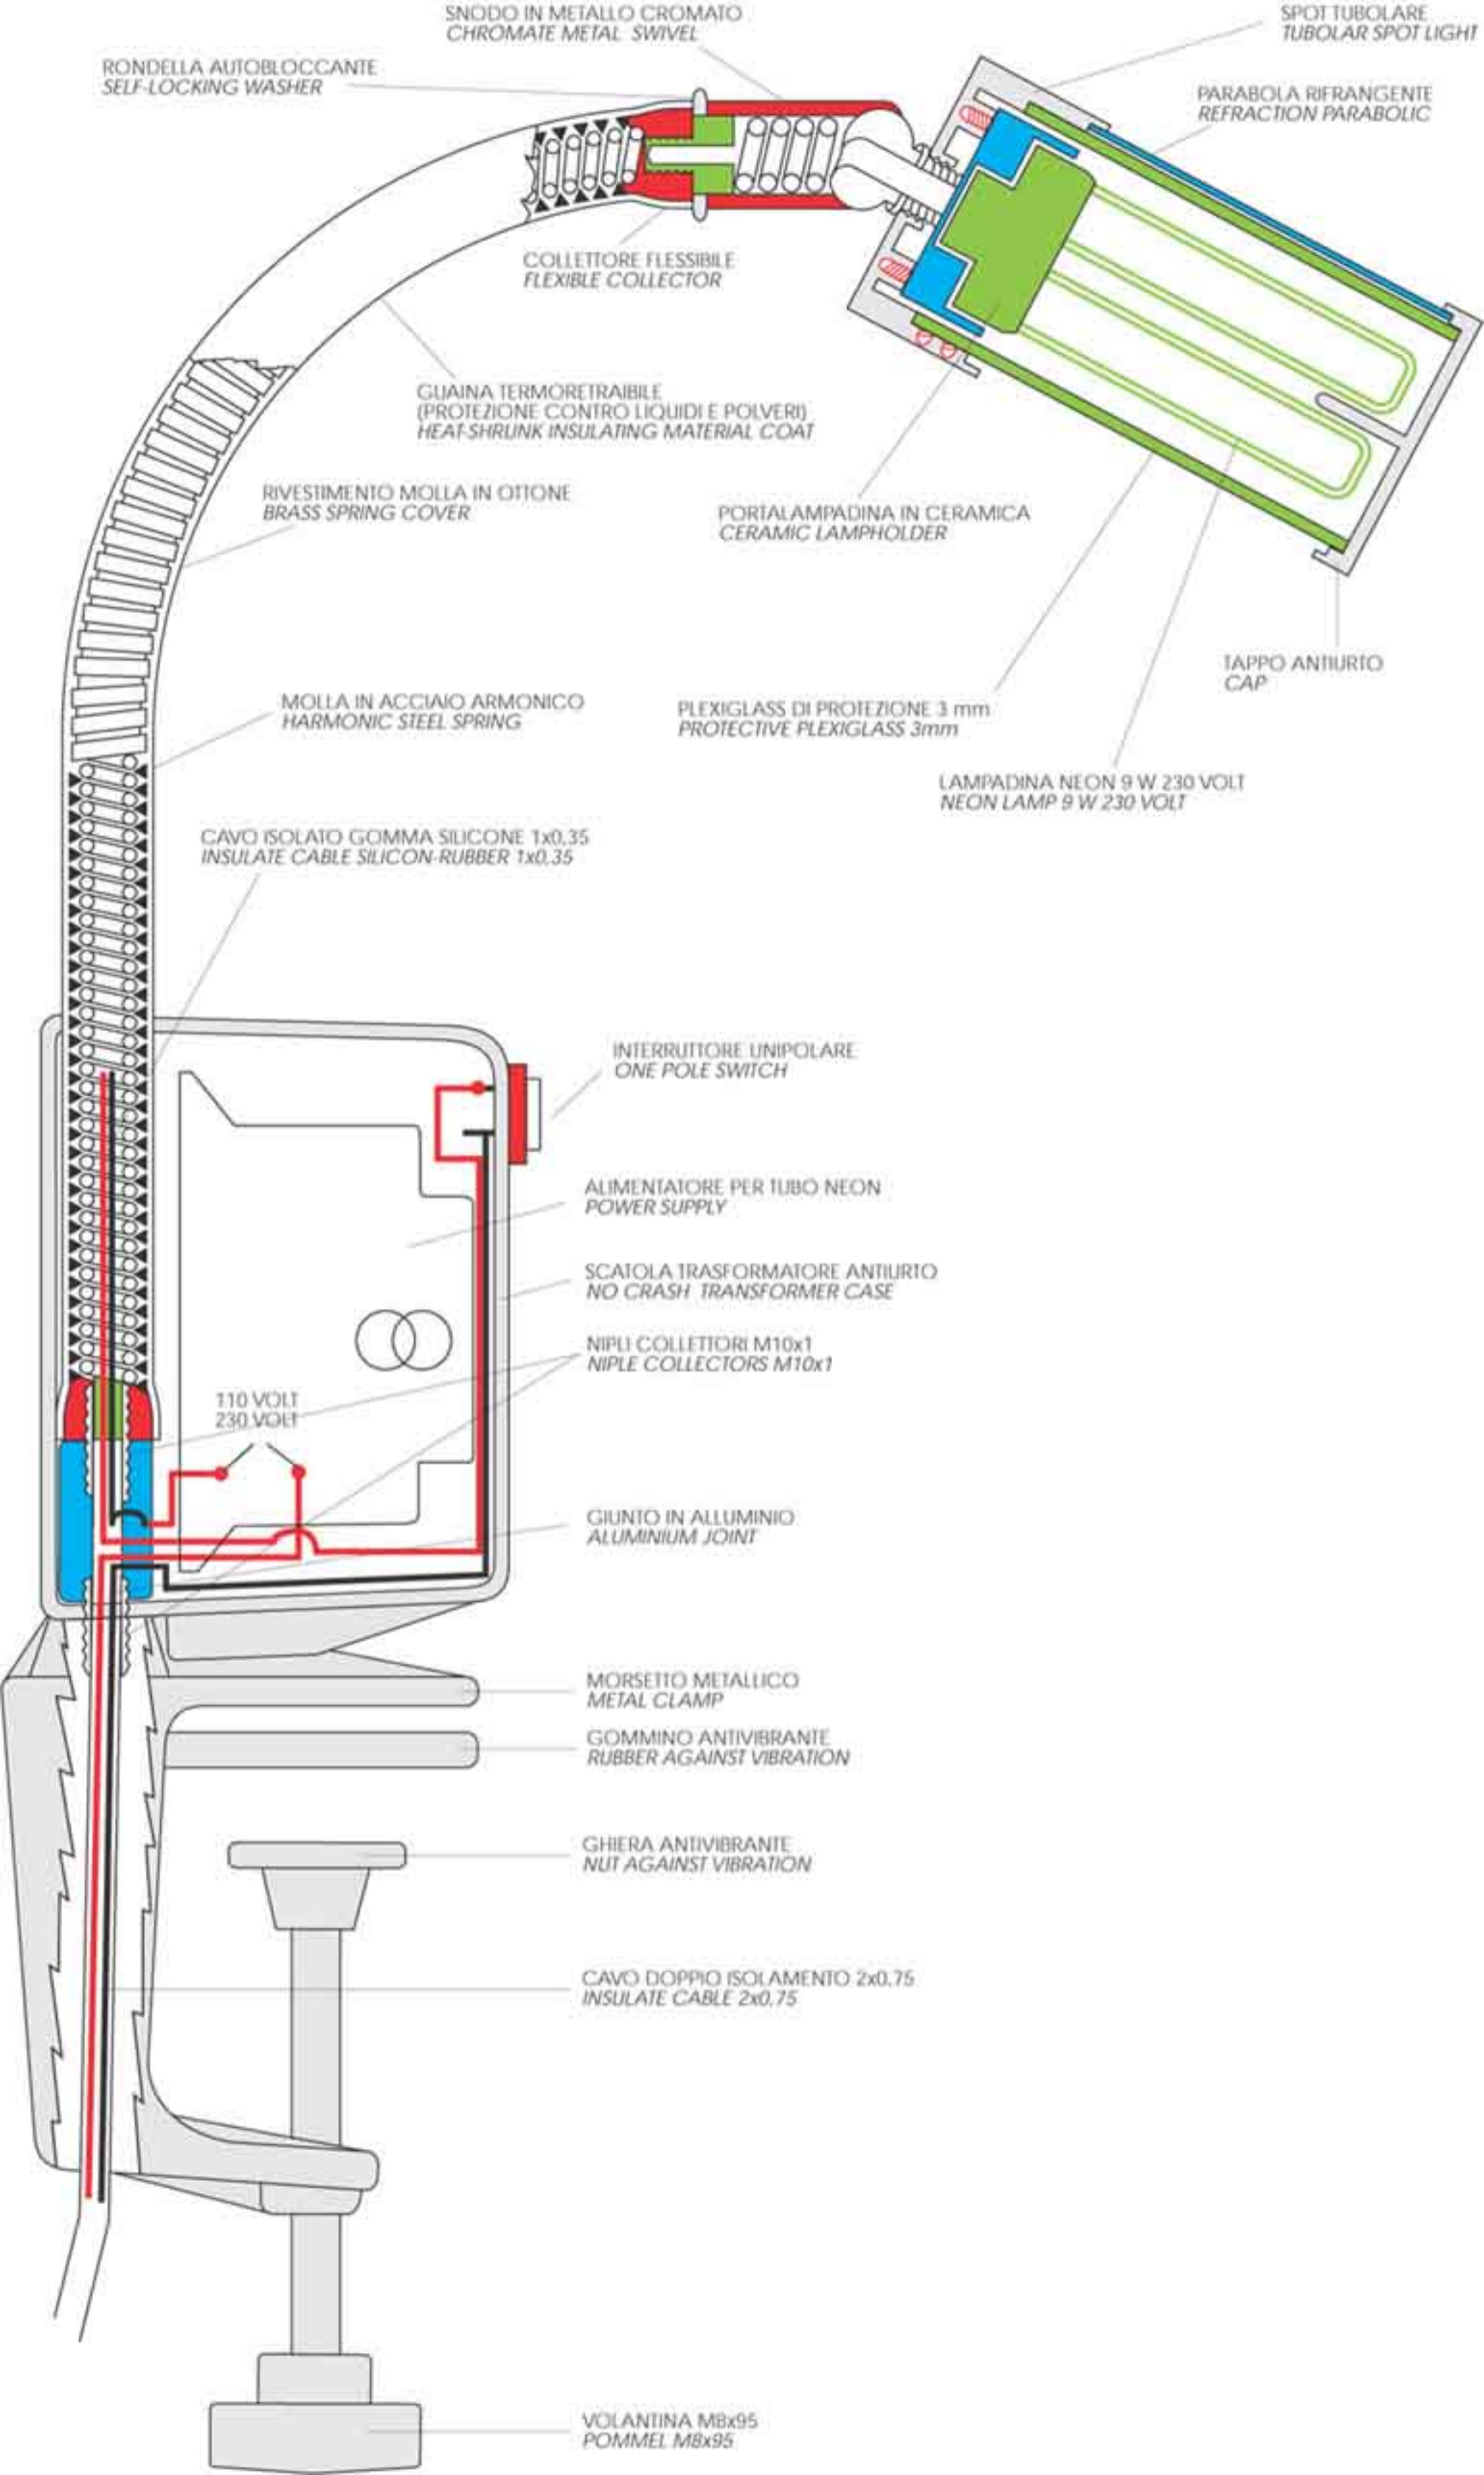 SNODO IN METALLO CROMATO
CHROMATE METAL SWIVEL
SPOT TUBOLARE
TUBOLAR SPOT LIGHT
RONDELLA AUTOBLOCCANTE
SELF-LOCKING WASHER
PARABOLA RIFRANGENTE
REFRACTION PARABOLIC
COLLETTORE FLESSIBILE
FLEXIBLE COLLECTOR
GUAINA TERMORETRAIBILE
(PROTEZIONE CONTRO LIQUIDI E POLVERI)
HEAT-SHRUNK INSULATING MATERIAL COAT
RIVESTIMENTO MOLLA IN OTTONE
BRASS SPRING COVER
PORTALAMPADINA IN CERAMICA
CERAMIC LAMPHOLDER
TAPPO ANTIURTO
CAP
MOLLA IN ACCIAIO ARMONICO
HARMONIC STEEL SPRING
PLEXIGLASS DI PROTEZIONE 3 mm
PROTECTIVE PLEXIGLASS 3mm
LAMPADINA NEON 9 W 230 VOLT
NEON LAMP 9 W 230 VOLT
CAVO ISOLATO GOMMA SILICONE 1x0,35
INSULATE CABLE SILICON-RUBBER 1x0,35
INTERRUTTORE UNIPOLARE
ONE POLE SWITCH
ALIMENTATORE PER TUBO NEON
POWER SUPPLY
SCATOLA TRASFORMATORE ANTIURTO
NO CRASH TRANSFORMER CASE
NIPLI COLLETTORI M10x1
NIPLE COLLECTORS M10x1
110 VOLT
230 VOLT
GIUNTO IN ALLUMINIO
ALUMINIUM JOINT
MORSETTO METALLICO
METAL CLAMP
GOMMINO ANTIVIBRANTE
RUBBER AGAINST VIBRATION
GHIERA ANTIVIBRANTE
NUT AGAINST VIBRATION
CAVO DOPPIO ISOLAMENTO 2x0,75
INSULATE CABLE 2x0,75
VOLANTINA M8x95
POMMEL M8x95